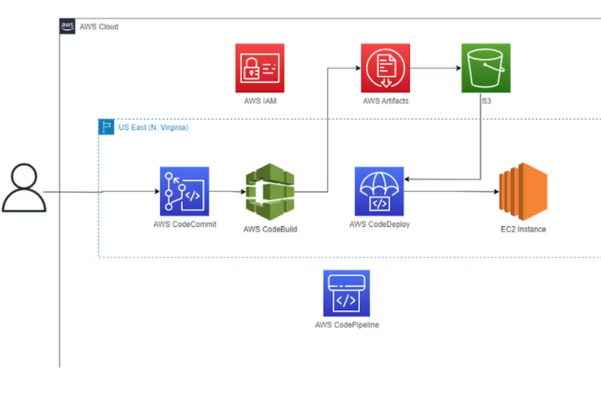 aws AWS Cloud
AWS IAM
AWS Artifacts
S3
US East (N. Virginia)
AWS CodeCommit
AWS CodeBuild
AWS CodeDeploy
EC2 Instance
AWS CodePipeline